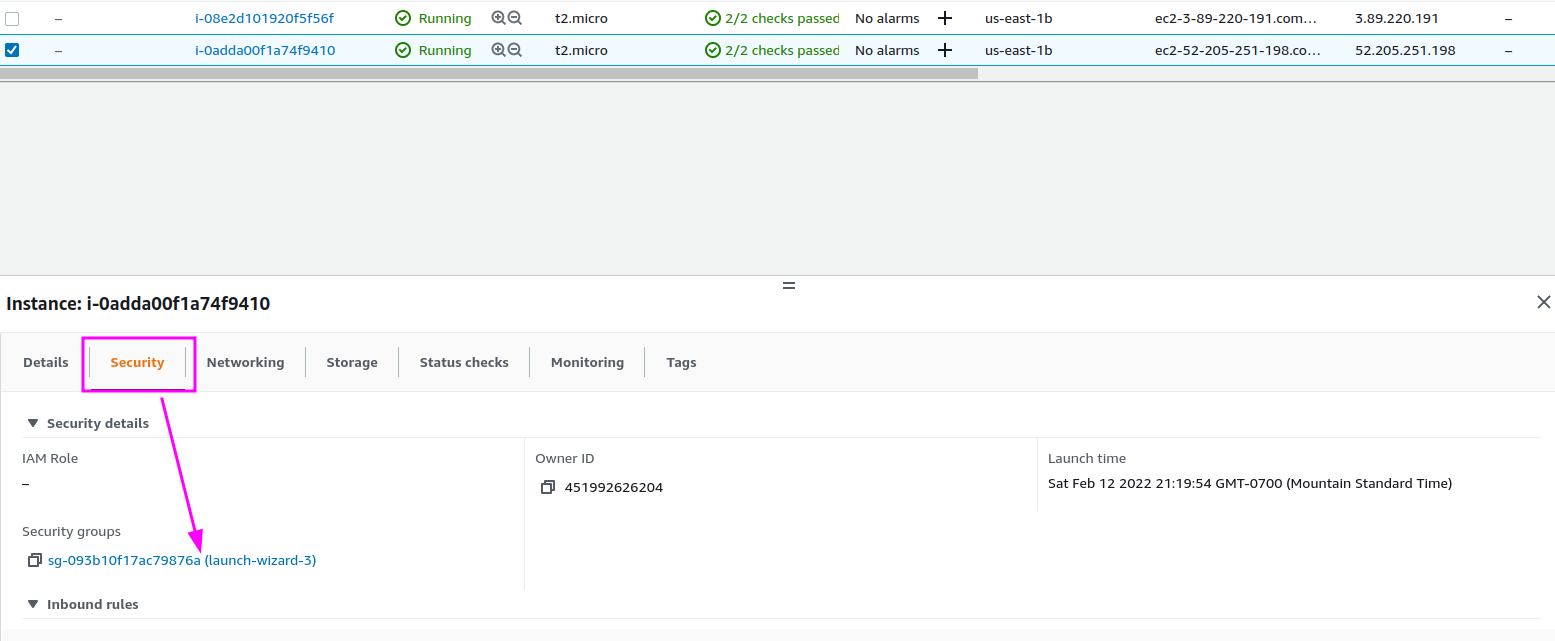 – i-08e2d101920f5f56f Running t2.micro 2/2 checks passed No alarms + us-east-1b ec2-3-89-220-191.com... 3.89.220.191 –
– i-0adda00f1a74f9410 Running t2.micro 2/2 checks passed No alarms + us-east-1b ec2-52-205-251-198.co... 52.205.251.198 –
Instance: i-0adda00f1a74f9410
Details Security Networking Storage Status checks Monitoring Tags
Security details
IAM Role Owner ID Launch time
– 451992626204 Sat Feb 12 2022 21:19:54 GMT-0700 (Mountain Standard Time)
Security groups
sg-093b10f17ac79876a (launch-wizard-3)
Inbound rules